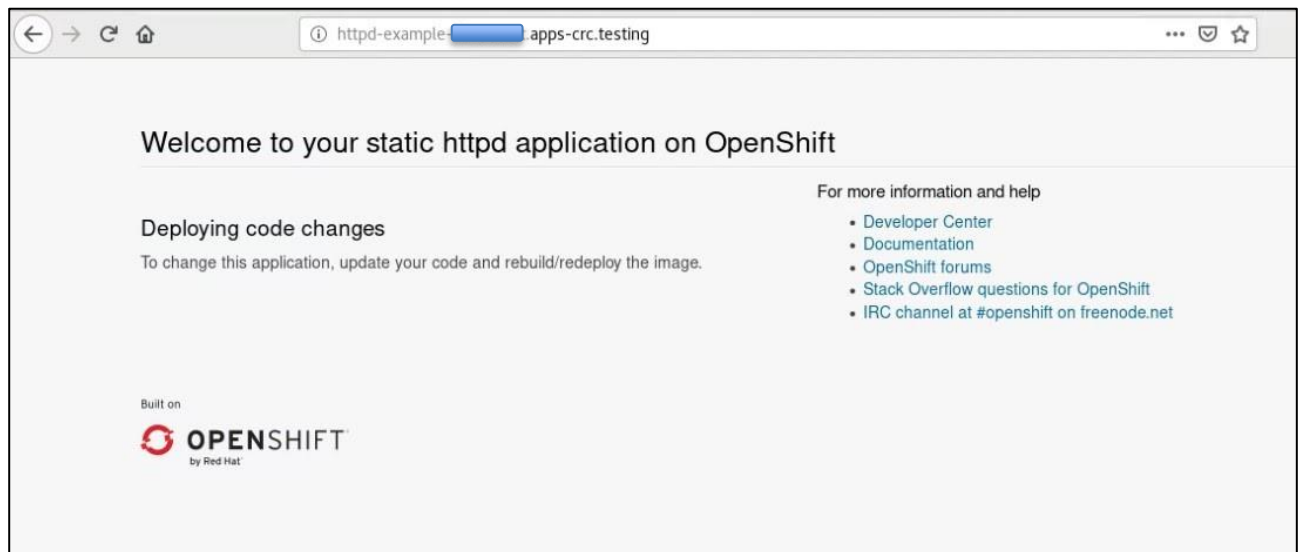 httpd-example- .apps-crc.testing
Welcome to your static httpd application on OpenShift
Deploying code changes
To change this application, update your code and rebuild/redeploy the image.
For more information and help
• Developer Center
• Documentation
• OpenShift forums
• Stack Overflow questions for OpenShift
• IRC channel at #openshift on freenode.net
Built on
OPENSHIFT
by Red Hat